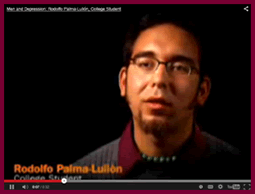 Men and Depression: Rodolfo Palma-Lulión, College Student
Rodolfo Palma-Lulión
College Student